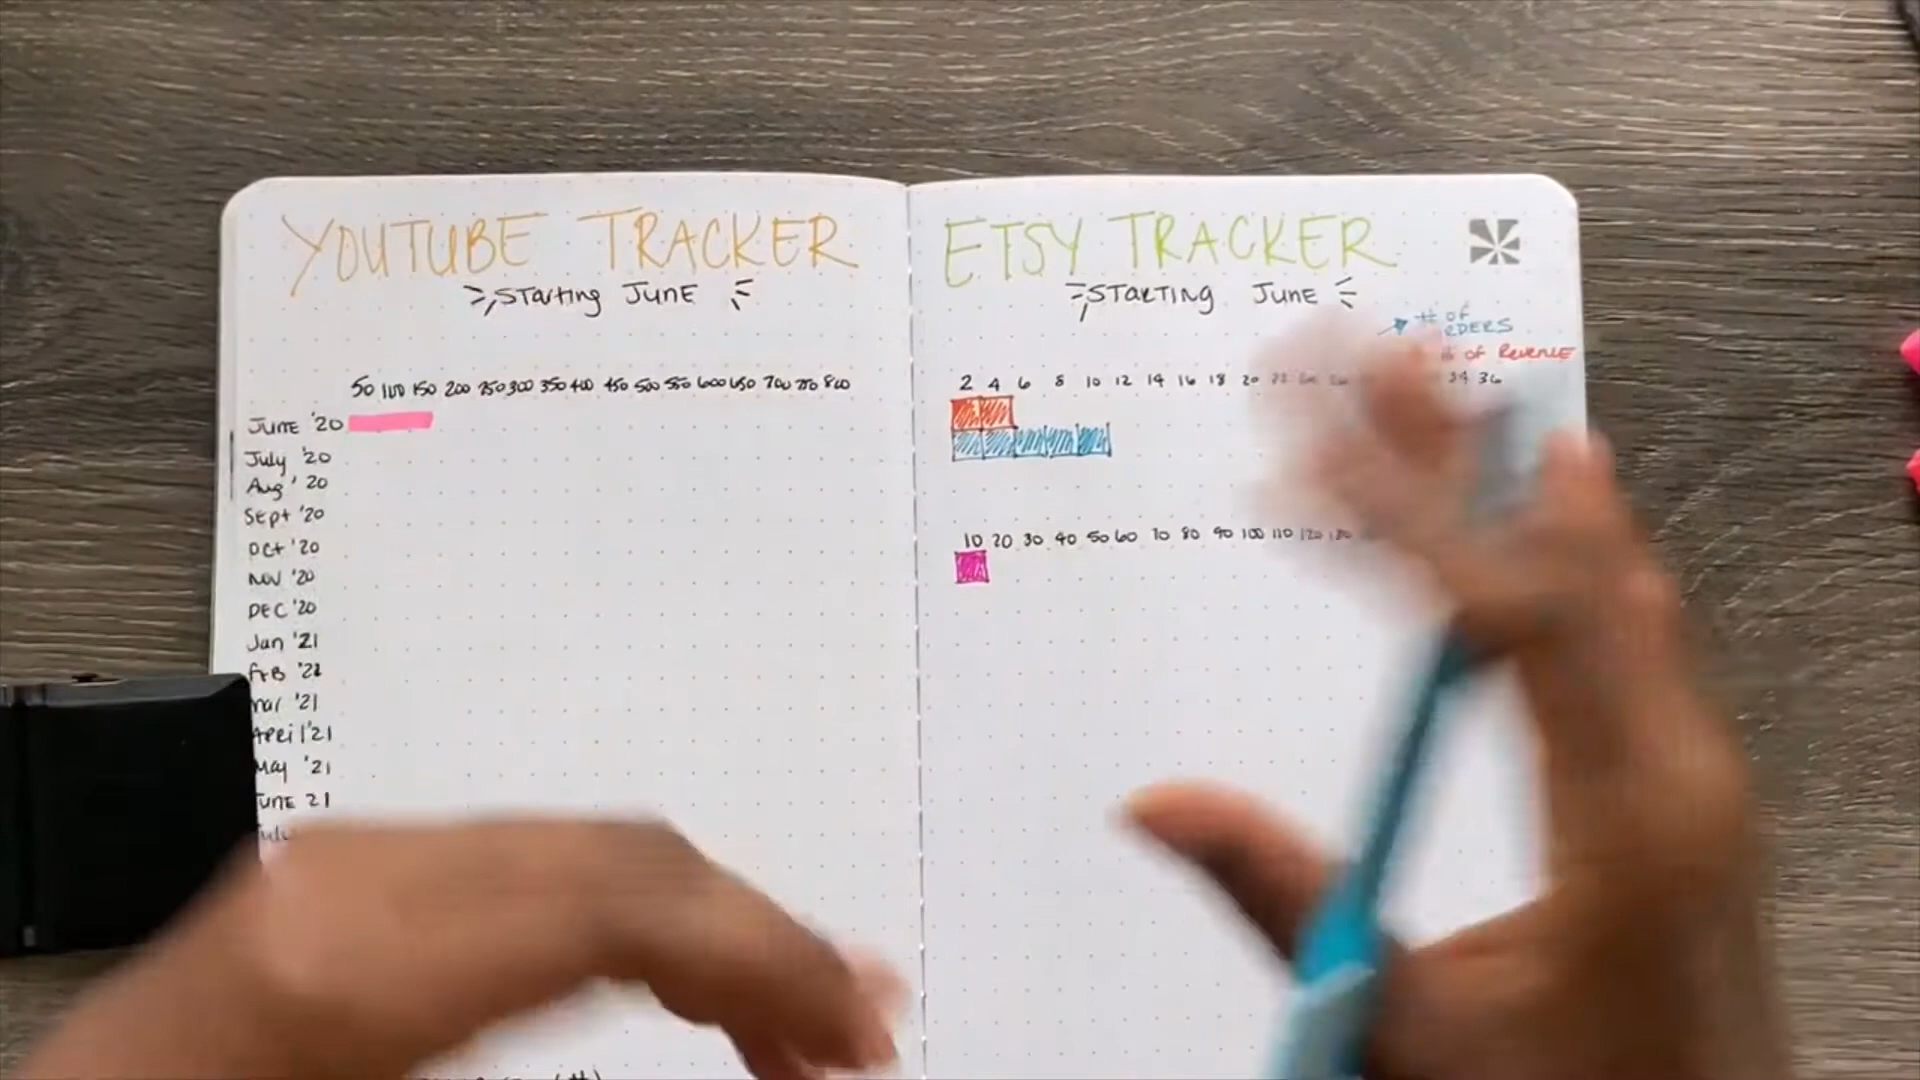 YOUTUBE TRACKER
STARTING JUNE
50 100 150 200 250 300 350 400 450 500 550 600 650 700 750 800
JUNE '20
July '20
Aug '20
Sept '20
Oct '20
Nov '20
DEC '20
Jan '21
FEB '21
mar '21
April '21
May '21
JUNE 21
July
ETSY TRACKER
STARTING JUNE
# of
ORDERS
of Revenue
2 4 6 8 10 12 14 16 18 20 34 36
10 20 30 40 50 60 70 80 90 100 110 120 130